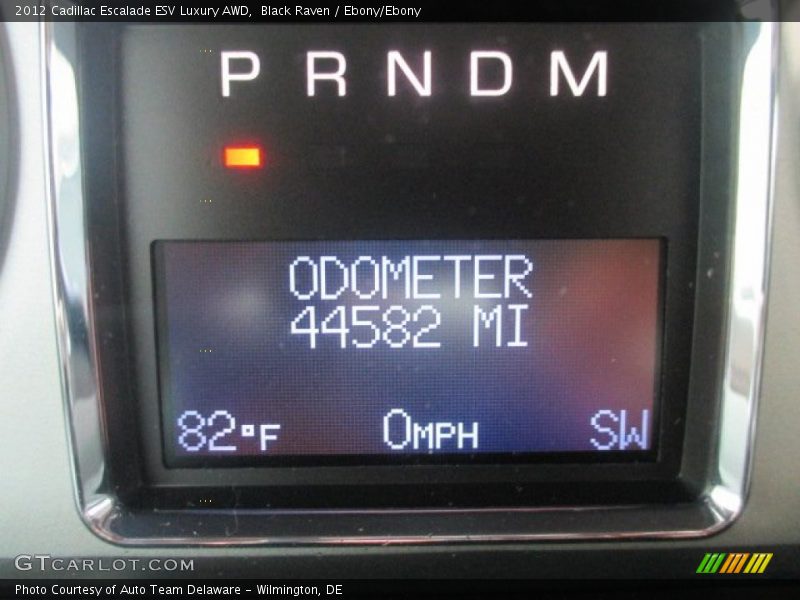 2012 Cadillac Escalade ESV Luxury AWD,  Black Raven / Ebony/Ebony
P R N D M
ODOMETER
44582 MI
82°F 0MPH SW
GTCARLOT.COM
Photo Courtesy of Auto Team Delaware - Wilmington, DE